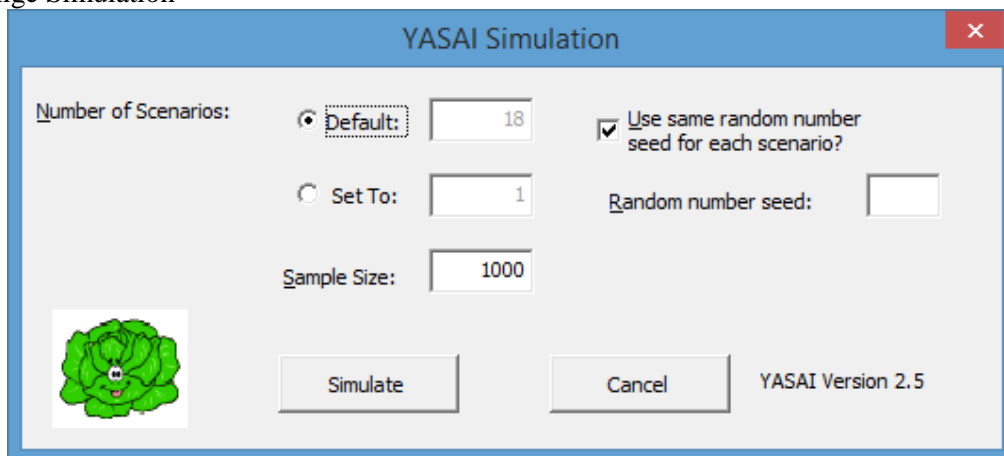 Simulation
YASAI Simulation
Number of Scenarios:
Default:
18
Use same random number
seed for each scenario?
Set To:
1
Random number seed:
Sample Size:
1000
Simulate
Cancel
YASAI Version 2.5